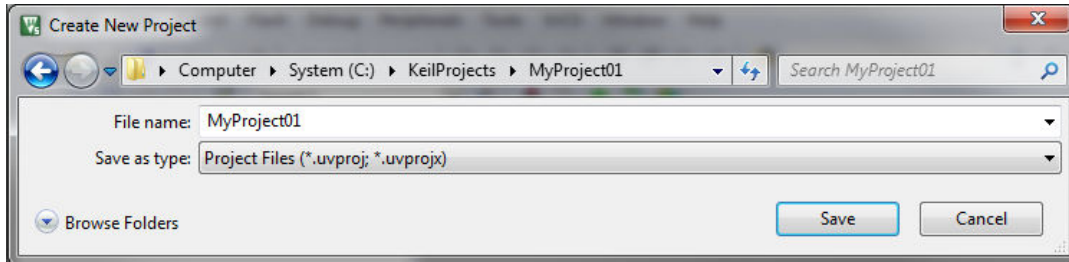 Create New Project
Computer System (C:) KeilProjects MyProject01 Search MyProject01
File name: MyProject01
Save as type: Project Files (*.uvproj; *.uvprojx)
Browse Folders Save Cancel